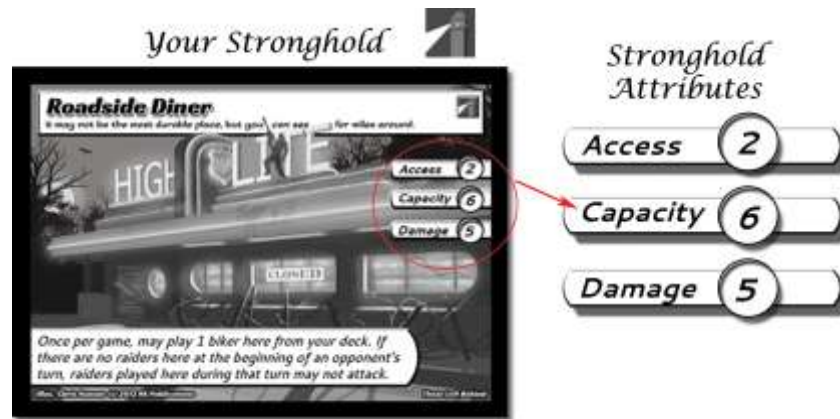 Your Stronghold
Stronghold
Attributes
Roadside Diner
It may not be the most durable place, but you can see for miles around.
HIGH LIFE
Access 2
Capacity 6
Damage 5
CLOSED
Once per game, may play 1 biker here from your deck. If
there are no raiders here at the beginning of an opponent's
turn, raiders played here during that turn may not attack.
Access 2
Capacity 6
Damage 5